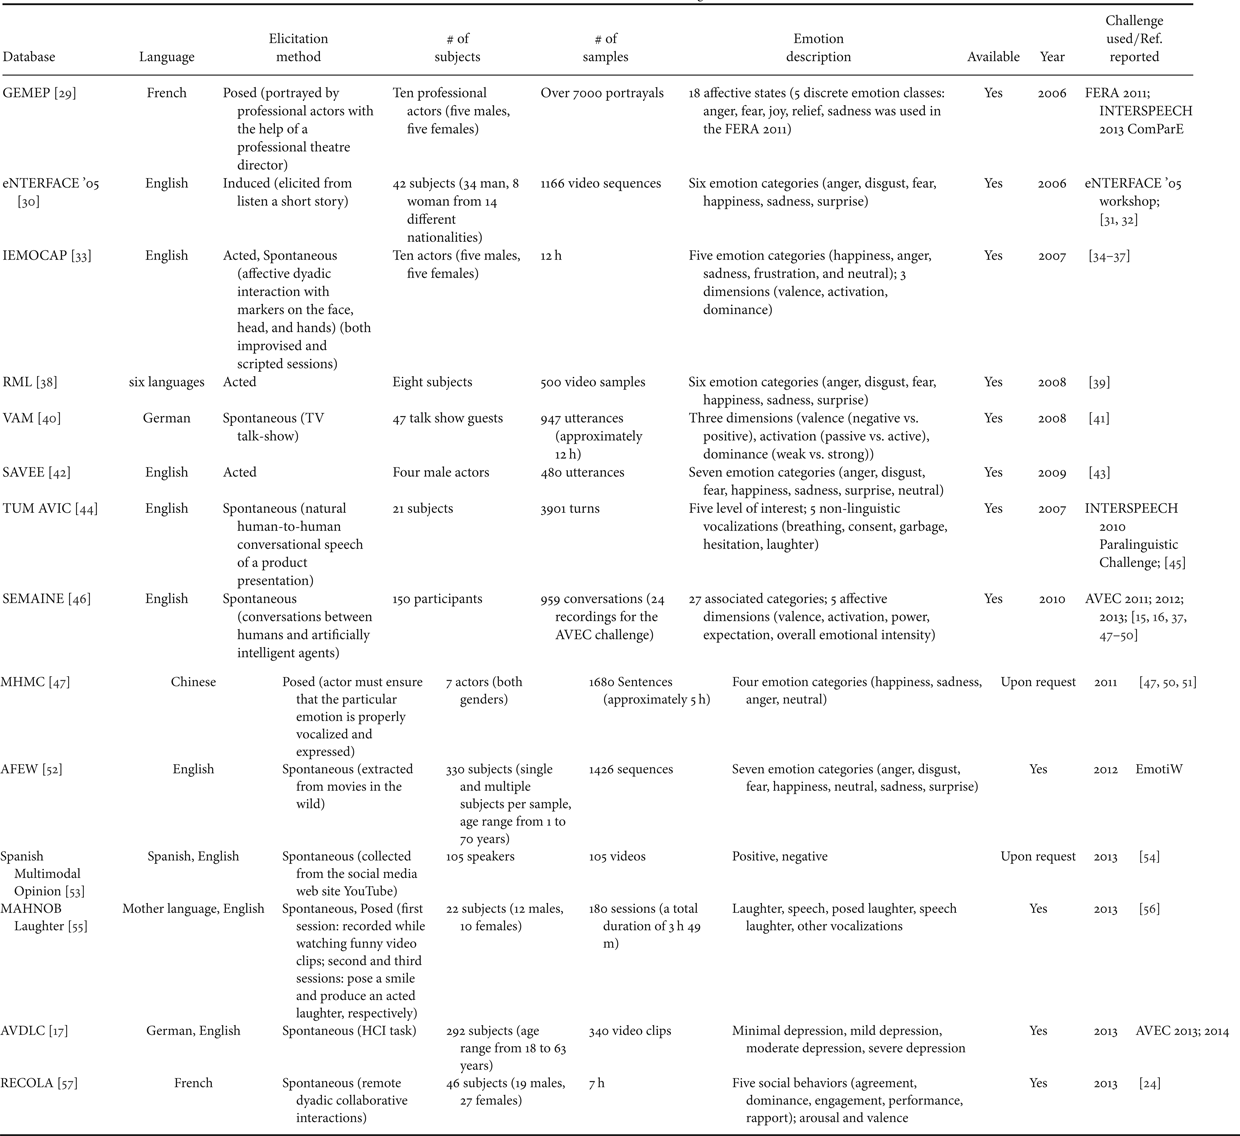 Challenge
Elicitation # of # of Emotion used/Ref.
Database Language method subjects samples description Available Year reported
GEMEP [29] French Posed (portrayed by Ten professional Over 7000 portrayals 18 affective states (5 discrete emotion classes: Yes 2006 FERA 2011;
professional actors with actors (five males, anger, fear, joy, relief, sadness was used in INTERSPEECH
the help of a five females) the FERA 2011) 2013 ComParE
professional theatre
director)
eNTERFACE ’05 English Induced (elicited from 42 subjects (34 man, 8 1166 video sequences Six emotion categories (anger, disgust, fear, Yes 2006 eNTERFACE ’05
[30] listen a short story) woman from 14 happiness, sadness, surprise) workshop;
different [31, 32]
nationalities)
IEMOCAP [33] English Acted, Spontaneous Ten actors (five males, 12 h Five emotion categories (happiness, anger, Yes 2007 [34–37]
(affective dyadic five females) sadness, frustration, and neutral); 3
interaction with dimensions (valence, activation,
markers on the face, dominance)
head, and hands) (both
improvised and
scripted sessions)
RML [38] six languages Acted Eight subjects 500 video samples Six emotion categories (anger, disgust, fear, Yes 2008 [39]
happiness, sadness, surprise)
VAM [40] German Spontaneous (TV 47 talk show guests 947 utterances Three dimensions (valence (negative vs. Yes 2008 [41]
talk-show) (approximately positive), activation (passive vs. active),
12 h) dominance (weak vs. strong))
SAVEE [42] English Acted Four male actors 480 utterances Seven emotion categories (anger, disgust, Yes 2009 [43]
fear, happiness, sadness, surprise, neutral)
TUM AVIC [44] English Spontaneous (natural 21 subjects 3901 turns Five level of interest; 5 non-linguistic Yes 2007 INTERSPEECH
human-to-human vocalizations (breathing, consent, garbage, 2010
conversational speech hesitation, laughter) Paralinguistic
of a product Challenge; [45]
presentation)
SEMAINE [46] English Spontaneous 150 participants 959 conversations (24 27 associated categories; 5 affective Yes 2010 AVEC 2011; 2012;
(conversations between recordings for the dimensions (valence, activation, power, 2013; [15, 16, 37,
humans and artificially AVEC challenge) expectation, overall emotional intensity) 47–50]
intelligent agents)
MHMC [47] Chinese Posed (actor must ensure 7 actors (both 1680 Sentences Four emotion categories (happiness, sadness, Upon request 2011 [47, 50, 51]
that the particular genders) (approximately 5 h) anger, neutral)
emotion is properly
vocalized and
expressed)
AFEW [52] English Spontaneous (extracted 330 subjects (single 1426 sequences Seven emotion categories (anger, disgust, Yes 2012 EmotiW
from movies in the and multiple fear, happiness, neutral, sadness, surprise)
wild) subjects per sample,
age range from 1 to
70 years)
Spanish Spanish, English Spontaneous (collected 105 speakers 105 videos Positive, negative Upon request 2013 [54]
Multimodal from the social media
Opinion [53] web site YouTube)
MAHNOB Mother language, English Spontaneous, Posed (first 22 subjects (12 males, 180 sessions (a total Laughter, speech, posed laughter, speech Yes 2013 [56]
Laughter [55] session: recorded while 10 females) duration of 3 h 49 laughter, other vocalizations
watching funny video m)
clips; second and third
sessions: pose a smile
and produce an acted
laughter, respectively)
AVDLC [17] German, English Spontaneous (HCI task) 292 subjects (age 340 video clips Minimal depression, mild depression, Yes 2013 AVEC 2013; 2014
range from 18 to 63 moderate depression, severe depression
years)
RECOLA [57] French Spontaneous (remote 46 subjects (19 males, 7 h Five social behaviors (agreement, Yes 2013 [24]
dyadic collaborative 27 females) dominance, engagement, performance,
interactions) rapport); arousal and valence